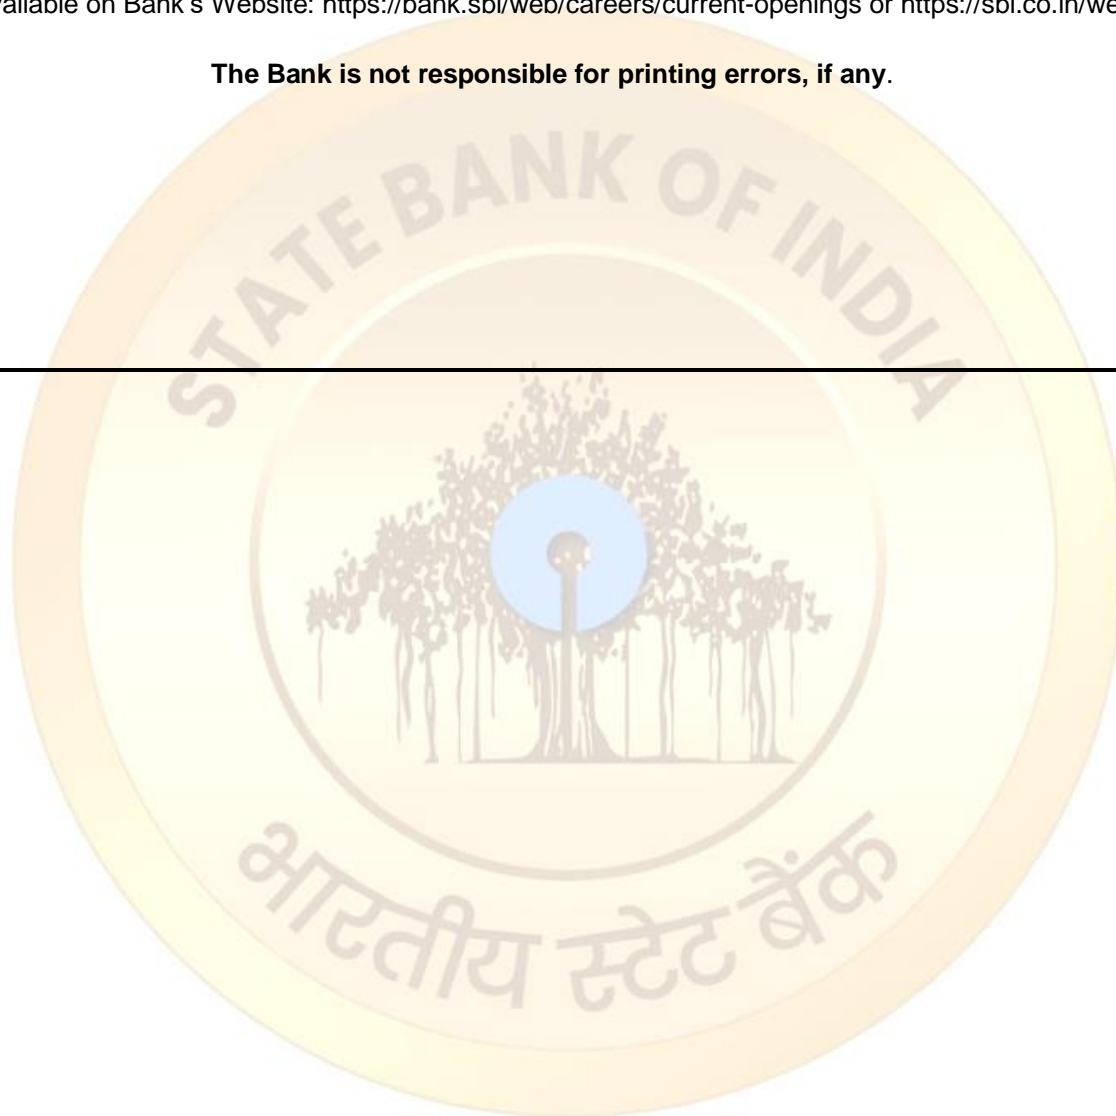 vailable on Bank's Website: https://bank.sbi/web/careers/current-openings or https://sbi.co.in/we
The Bank is not responsible for printing errors, if any.
STATE BANK OF INDIA
भारतीय स्टेट बैंक